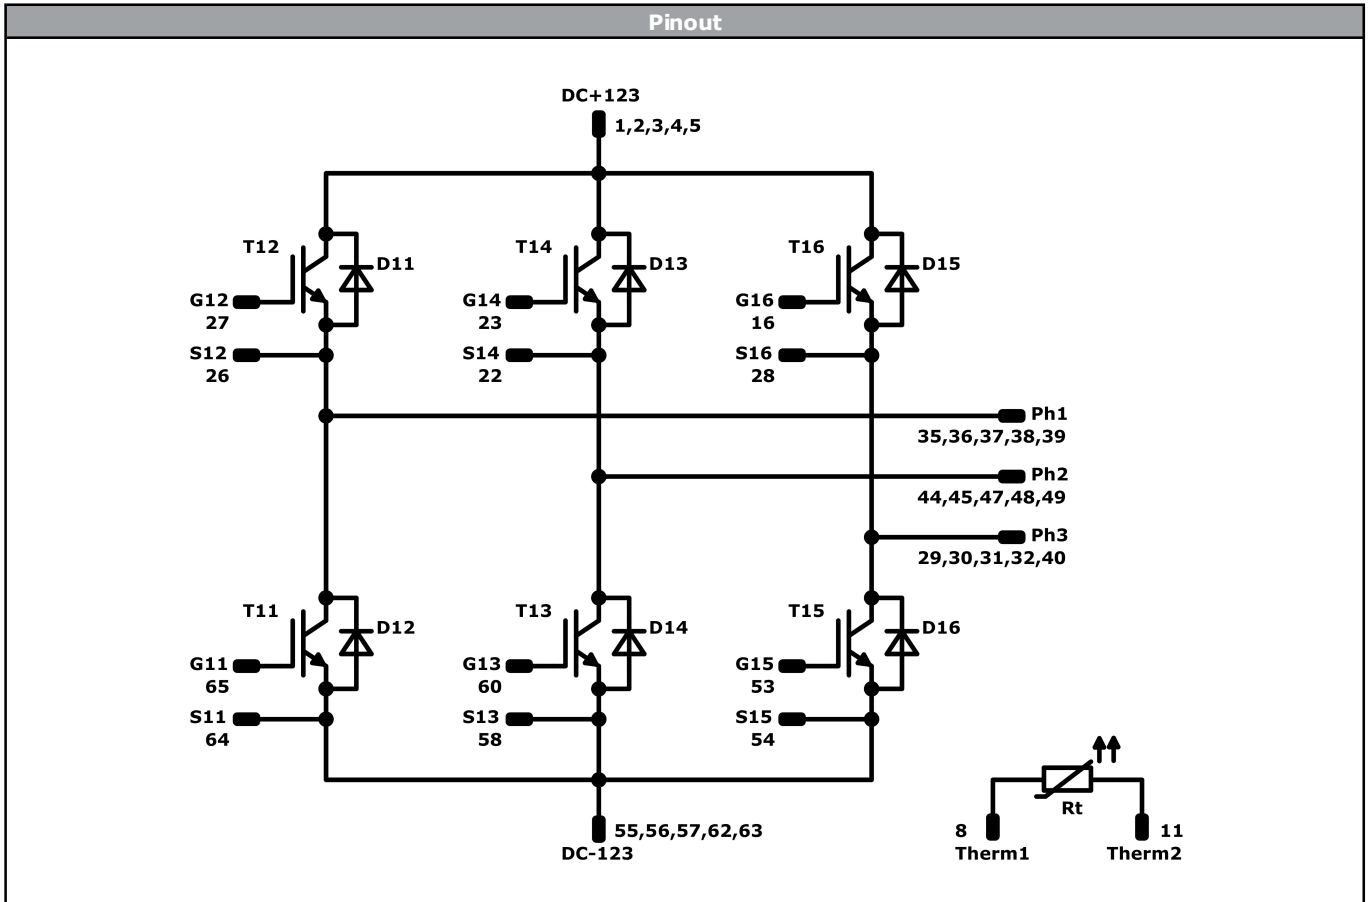 Pinout
DC+123
1,2,3,4,5
T12
D11
T14
D13
T16
D15
G12
27
G14
23
G16
16
S12
26
S14
22
S16
28
Ph1
35,36,37,38,39
Ph2
44,45,47,48,49
Ph3
29,30,31,32,40
T11
D12
T13
D14
T15
D16
G11
65
G13
60
G15
53
S11
64
S13
58
S15
54
Rt
55,56,57,62,63
DC-123
8
Therm1
11
Therm2